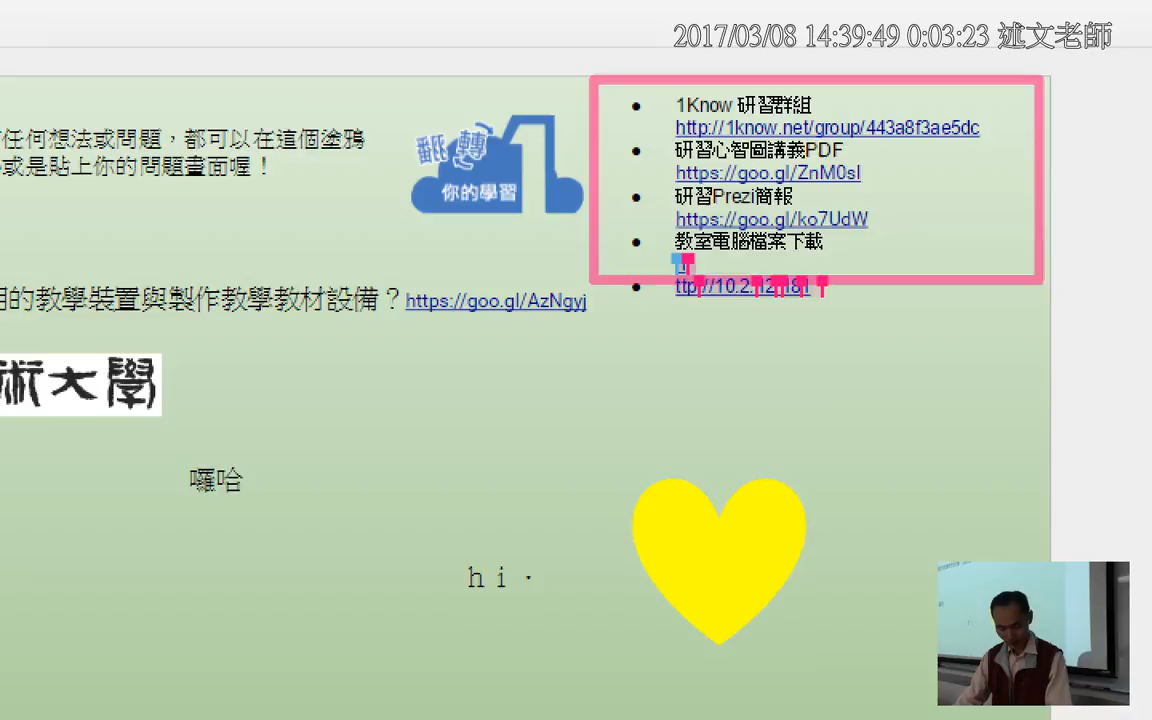 2017/03/08 14:39:49 0:03:23 述文老師
任何想法或問題，都可以在這個塗鴉
或是貼上你的問題畫面喔！
翻轉
你的學習
1Know 研習群組
http://1know.net/group/443a8f3ae5dc
研習心智圖講義PDF
https://goo.gl/ZnM0sl
研習Prezi簡報
https://goo.gl/ko7UdW
教室電腦檔案下載
用的教學裝置與製作教學教材設備？https://goo.gl/AzNgyj
術大學
囉哈
hi．